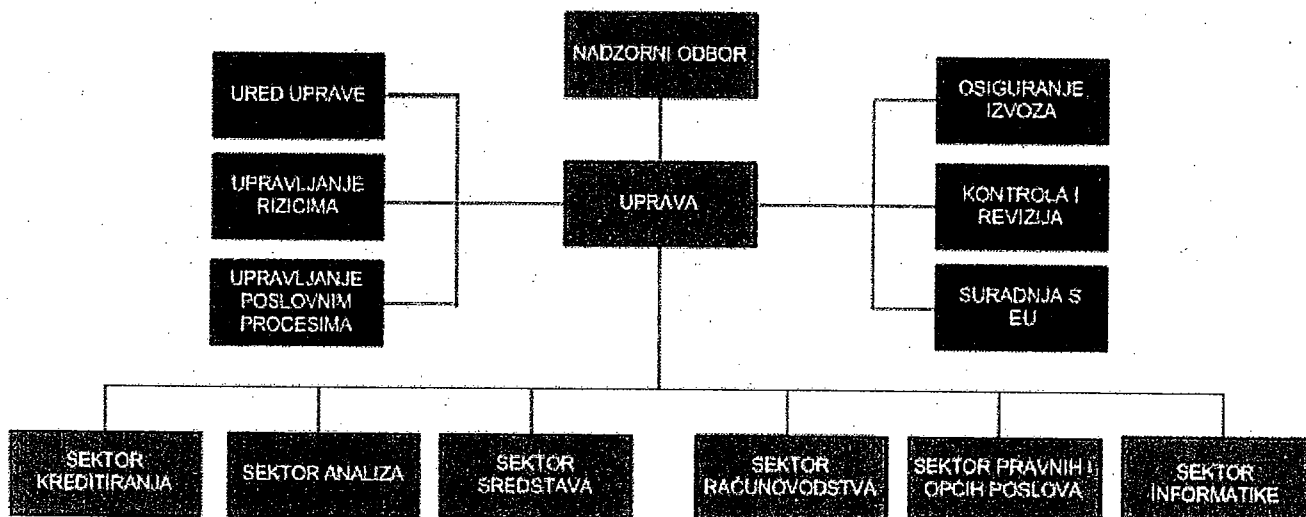 NADZORNI ODBOR
URED UPRAVE
OSIGURANJE
IZVOZA
UPRAVLJANJE
RIZICIMA
UPRAVA
KONTROLA I
REVIZIJA
UPRAVLJANJE
POSLOVNIM
PROCESIMA
SURADNJA S
EU
SEKTOR
KREDITIRANJA
SEKTOR ANALIZA
SEKTOR
SREDSTAVA
SEKTOR
RAČUNOVODSTVA
SEKTOR PRAVNIH I
OPĆIH POSLOVA
SEKTOR
INFORMATIKE